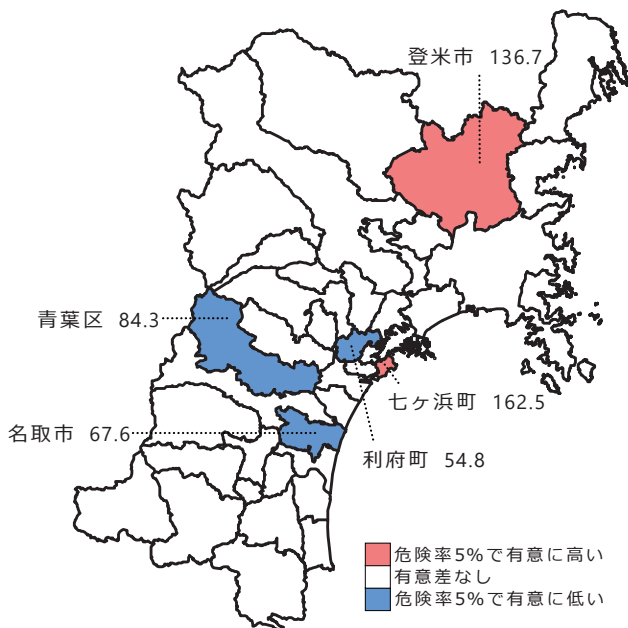 登米市 136.7
青葉区 84.3
七ヶ浜町 162.5
名取市 67.6
利府町 54.8
危険率5%で有意に高い
有意差なし
危険率5%で有意に低い